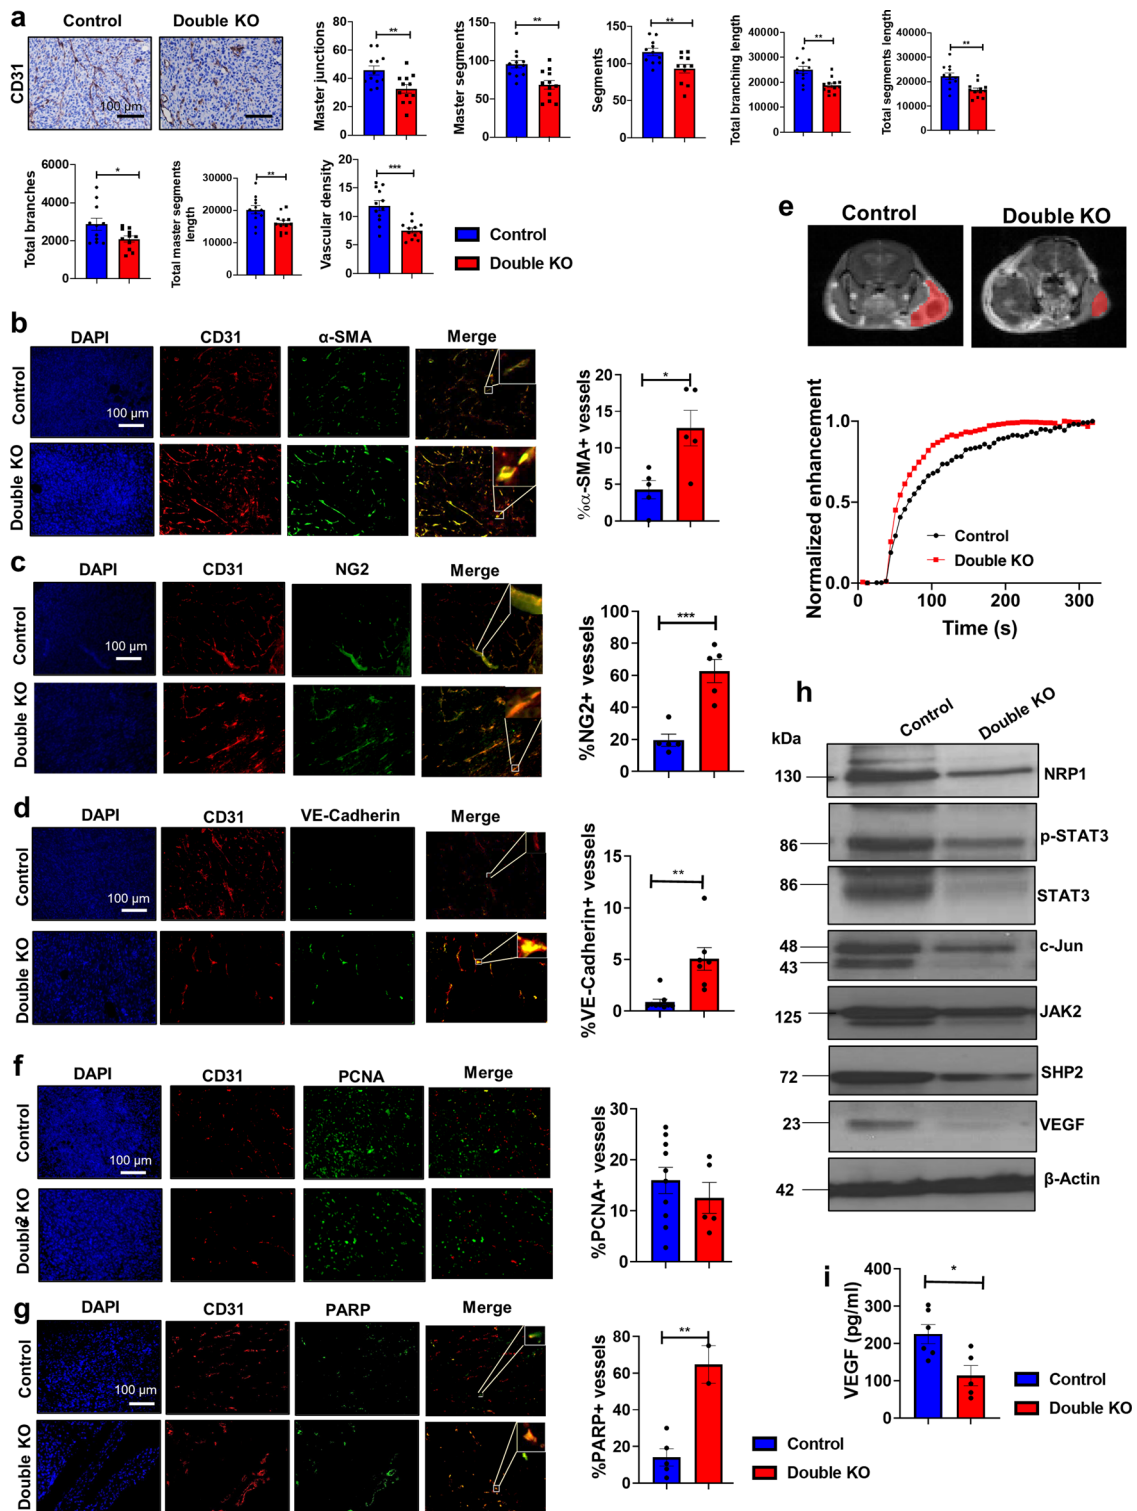 a
Control Double KO
CD31
100 μm
Master junctions
80
60
40
20
0
**
Master segments
150
100
50
0
**
Segments
150
100
50
0
**
Total branching length
40000
30000
20000
10000
0
**
Total segments length
40000
30000
20000
10000
0
**
Total branches
6000
4000
2000
0
*
Total master segments
length
30000
20000
10000
0
**
Vascular density
20
15
10
5
0
***
Control
Double KO
b
DAPI CD31 α-SMA Merge
Control
100 μm
Double KO
%α-SMA+ vessels
20
15
10
5
0
*
c
DAPI CD31 NG2 Merge
Control
100 μm
Double KO
%NG2+ vessels
100
80
60
40
20
0
***
d
DAPI CD31 VE-Cadherin Merge
Control
100 μm
Double KO
%VE-Cadherin+ vessels
15
10
5
0
**
e
Control Double KO
Normalized enhancement
1.0
0.5
0.0
0 100 200 300
Time (s)
Control
Double KO
f
DAPI CD31 PCNA Merge
Control
100 μm
Double KO
%PCNA+ vessels
30
20
10
0
g
DAPI CD31 PARP Merge
Control
100 μm
Double KO
%PARP+ vessels
80
60
40
20
0
**
Control
Double KO
h
Control Double KO
kDa
130 NRP1
86 p-STAT3
86 STAT3
48 c-Jun
43
125 JAK2
72 SHP2
23 VEGF
42 β-Actin
i
VEGF (pg/ml)
400
300
200
100
0
*
Control
Double KO